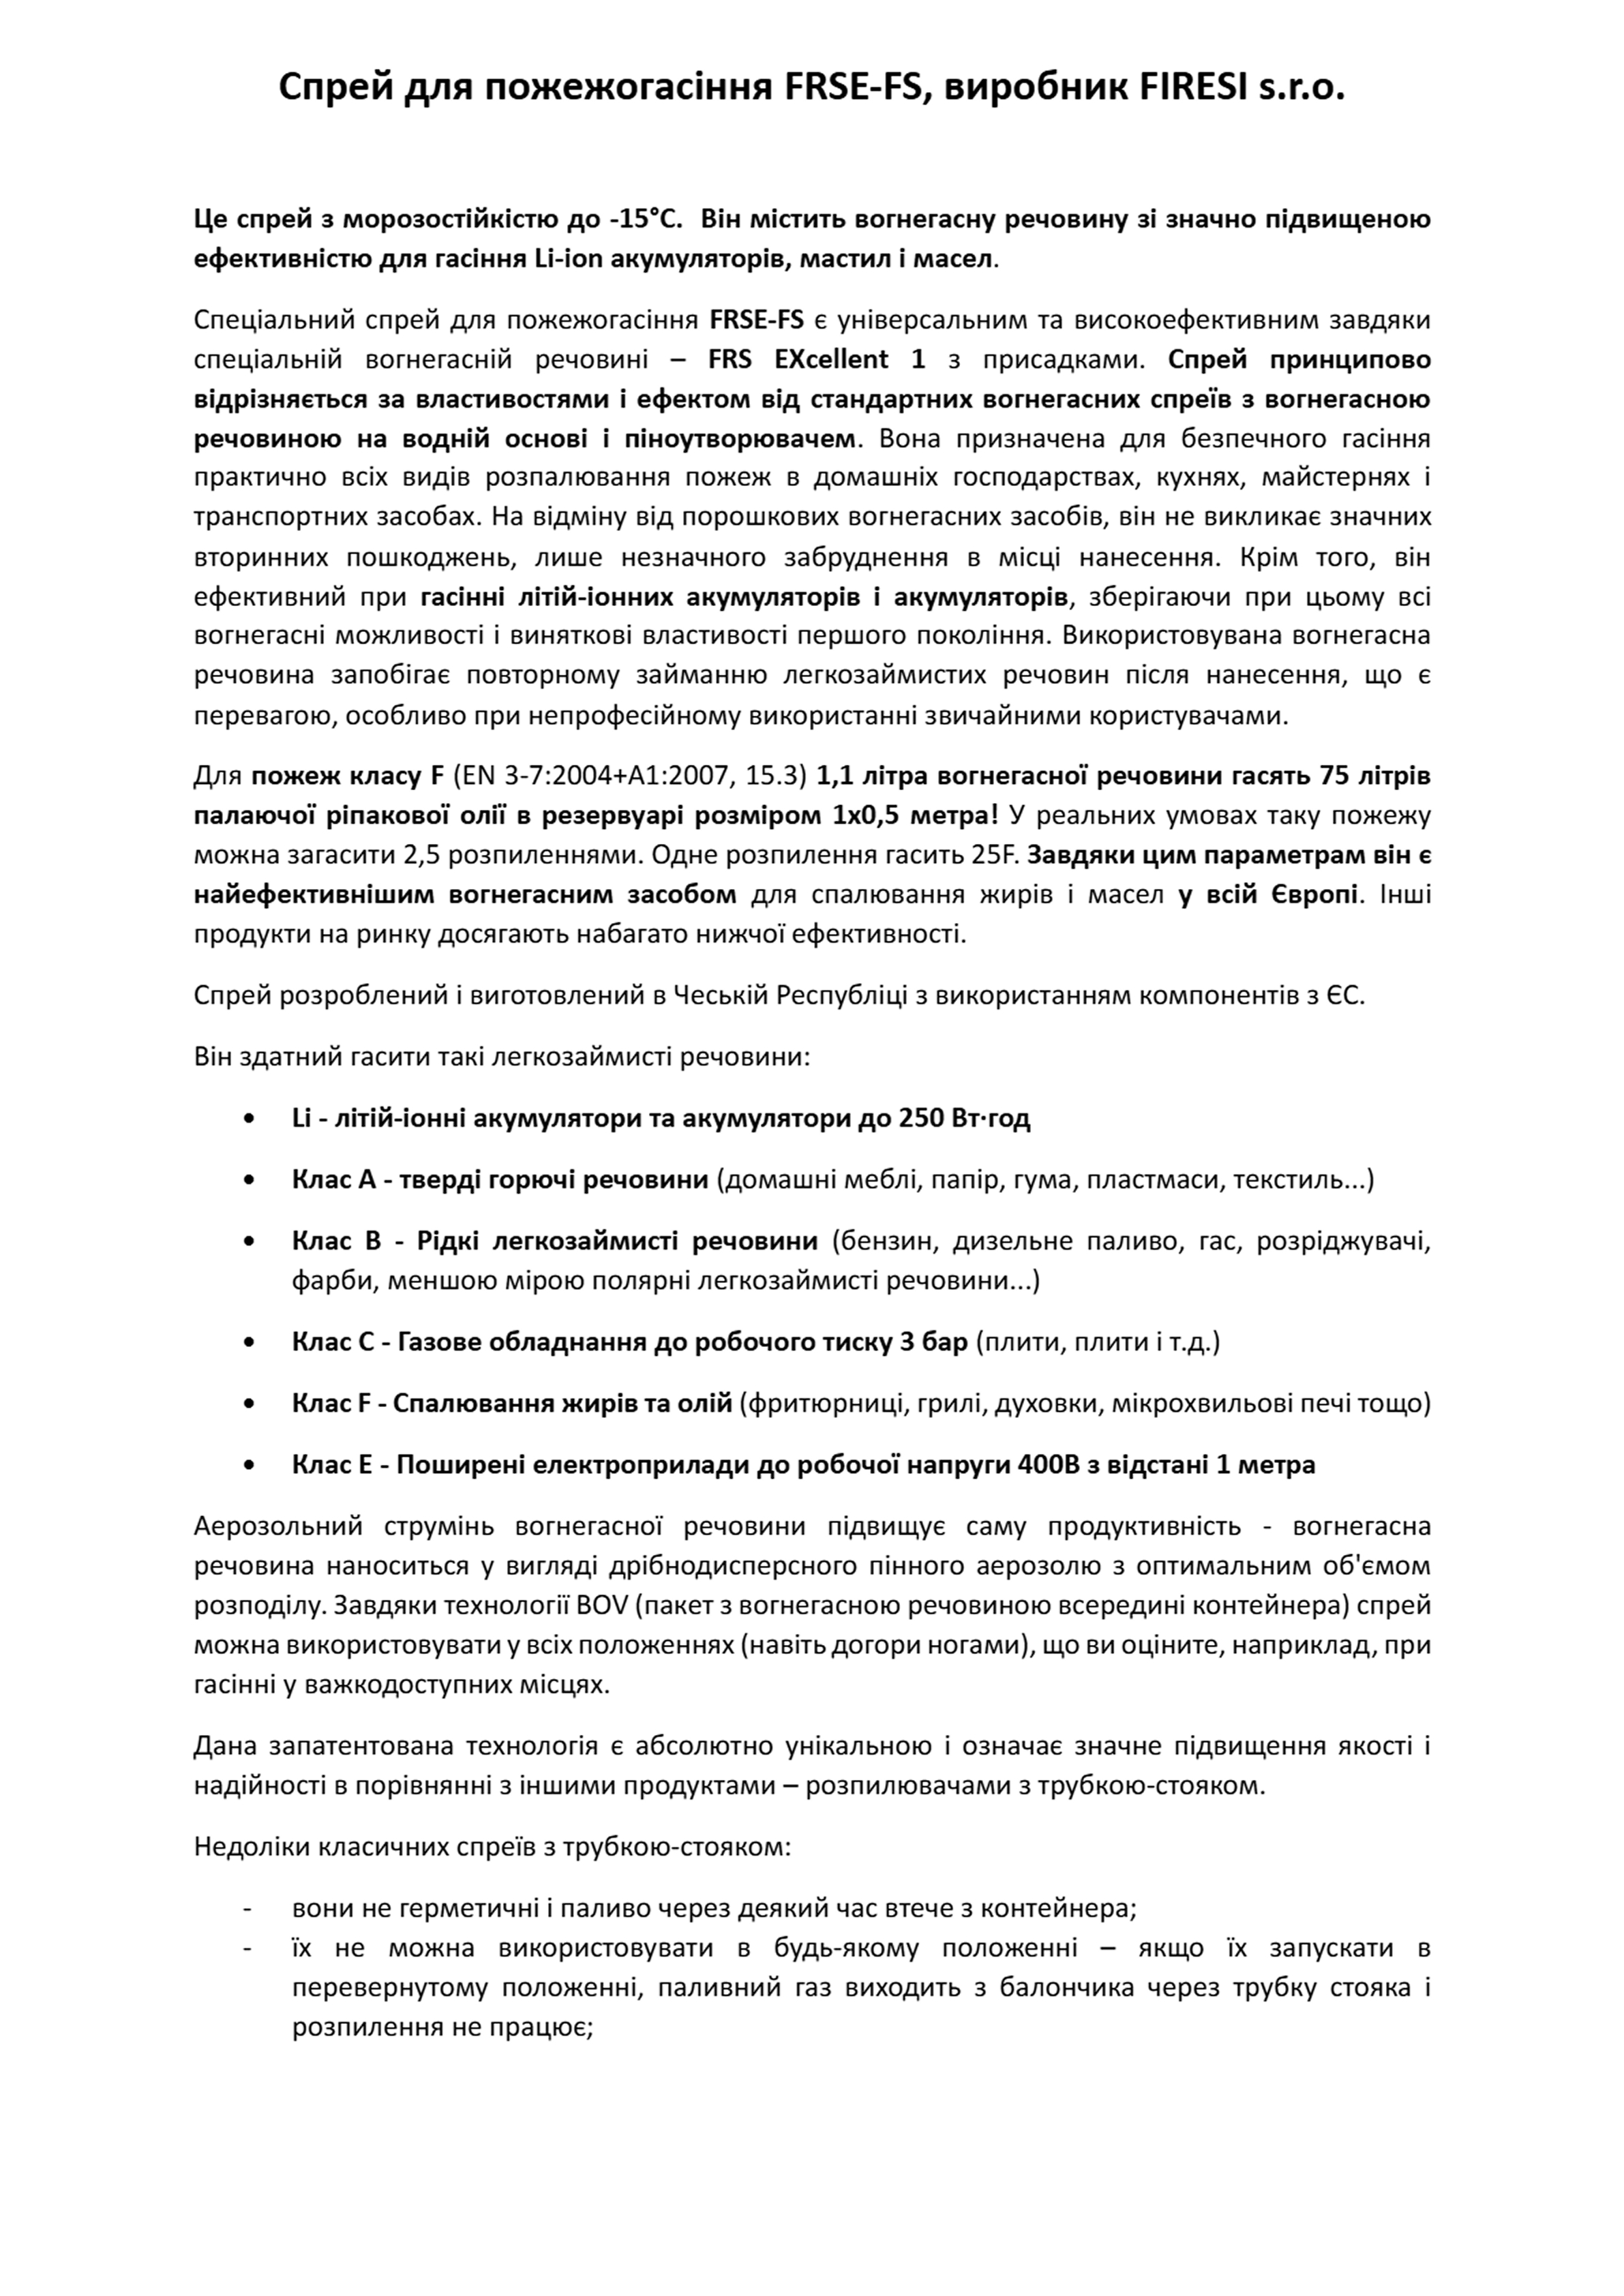 Спрей для пожежогасіння FRSE-FS, виробник FIRESI s.r.o.
Це спрей з морозостійкістю до -15°C. Він містить вогнегасну речовину зі значно підвищеною
ефективністю для гасіння Li-ion акумуляторів, мастил і масел.
Спеціальний спрей для пожежогасіння FRSE-FS є універсальним та високоефективним завдяки
спеціальній вогнегасній речовині – FRS EXcellent 1 з присадками. Спрей принципово
відрізняється за властивостями і ефектом від стандартних вогнегасних спреїв з вогнегасною
речовиною на водній основі і піноутворювачем. Вона призначена для безпечного гасіння
практично всіх видів розпалювання пожеж в домашніх господарствах, кухнях, майстернях і
транспортних засобах. На відміну від порошкових вогнегасних засобів, він не викликає значних
вторинних пошкоджень, лише незначного забруднення в місці нанесення. Крім того, він
ефективний при гасінні літій-іонних акумуляторів і акумуляторів, зберігаючи при цьому всі
вогнегасні можливості і виняткові властивості першого покоління. Використовувана вогнегасна
речовина запобігає повторному займанню легкозаймистих речовин після нанесення, що є
перевагою, особливо при непрофесійному використанні звичайними користувачами.
Для пожеж класу F (EN 3-7:2004+A1:2007, 15.3) 1,1 літра вогнегасної речовини гасять 75 літрів
палаючої ріпакової олії в резервуарі розміром 1x0,5 метра! У реальних умовах таку пожежу
можна загасити 2,5 розпиленнями. Одне розпилення гасить 25F. Завдяки цим параметрам він є
найефективнішим вогнегасним засобом для спалювання жирів і масел у всій Європі. Інші
продукти на ринку досягають набагато нижчої ефективності.
Спрей розроблений і виготовлений в Чеській Республіці з використанням компонентів з ЄС.
Він здатний гасити такі легкозаймисті речовини:
• Li - літій-іонні акумулятори та акумулятори до 250 Вт·год
• Клас A - тверді горючі речовини (домашні меблі, папір, гума, пластмаси, текстиль...)
• Клас B - Рідкі легкозаймисті речовини (бензин, дизельне паливо, гас, розріджувачі,
фарби, меншою мірою полярні легкозаймисті речовини...)
• Клас C - Газове обладнання до робочого тиску 3 бар (плити, плити і т.д.)
• Клас F - Спалювання жирів та олій (фритюрниці, грилі, духовки, мікрохвильові печі тощо)
• Клас E - Поширені електроприлади до робочої напруги 400В з відстані 1 метра
Аерозольний струмінь вогнегасної речовини підвищує саму продуктивність - вогнегасна
речовина наноситься у вигляді дрібнодисперсного пінного аерозолю з оптимальним об'ємом
розподілу. Завдяки технології BOV (пакет з вогнегасною речовиною всередині контейнера) спрей
можна використовувати у всіх положеннях (навіть догори ногами), що ви оціните, наприклад, при
гасінні у важкодоступних місцях.
Дана запатентована технологія є абсолютно унікальною і означає значне підвищення якості і
надійності в порівнянні з іншими продуктами – розпилювачами з трубкою-стояком.
Недоліки класичних спреїв з трубкою-стояком:
- вони не герметичні і паливо через деякий час втече з контейнера;
- їх не можна використовувати в будь-якому положенні – якщо їх запускати в
перевернутому положенні, паливний газ виходить з балончика через трубку стояка і
розпилення не працює;